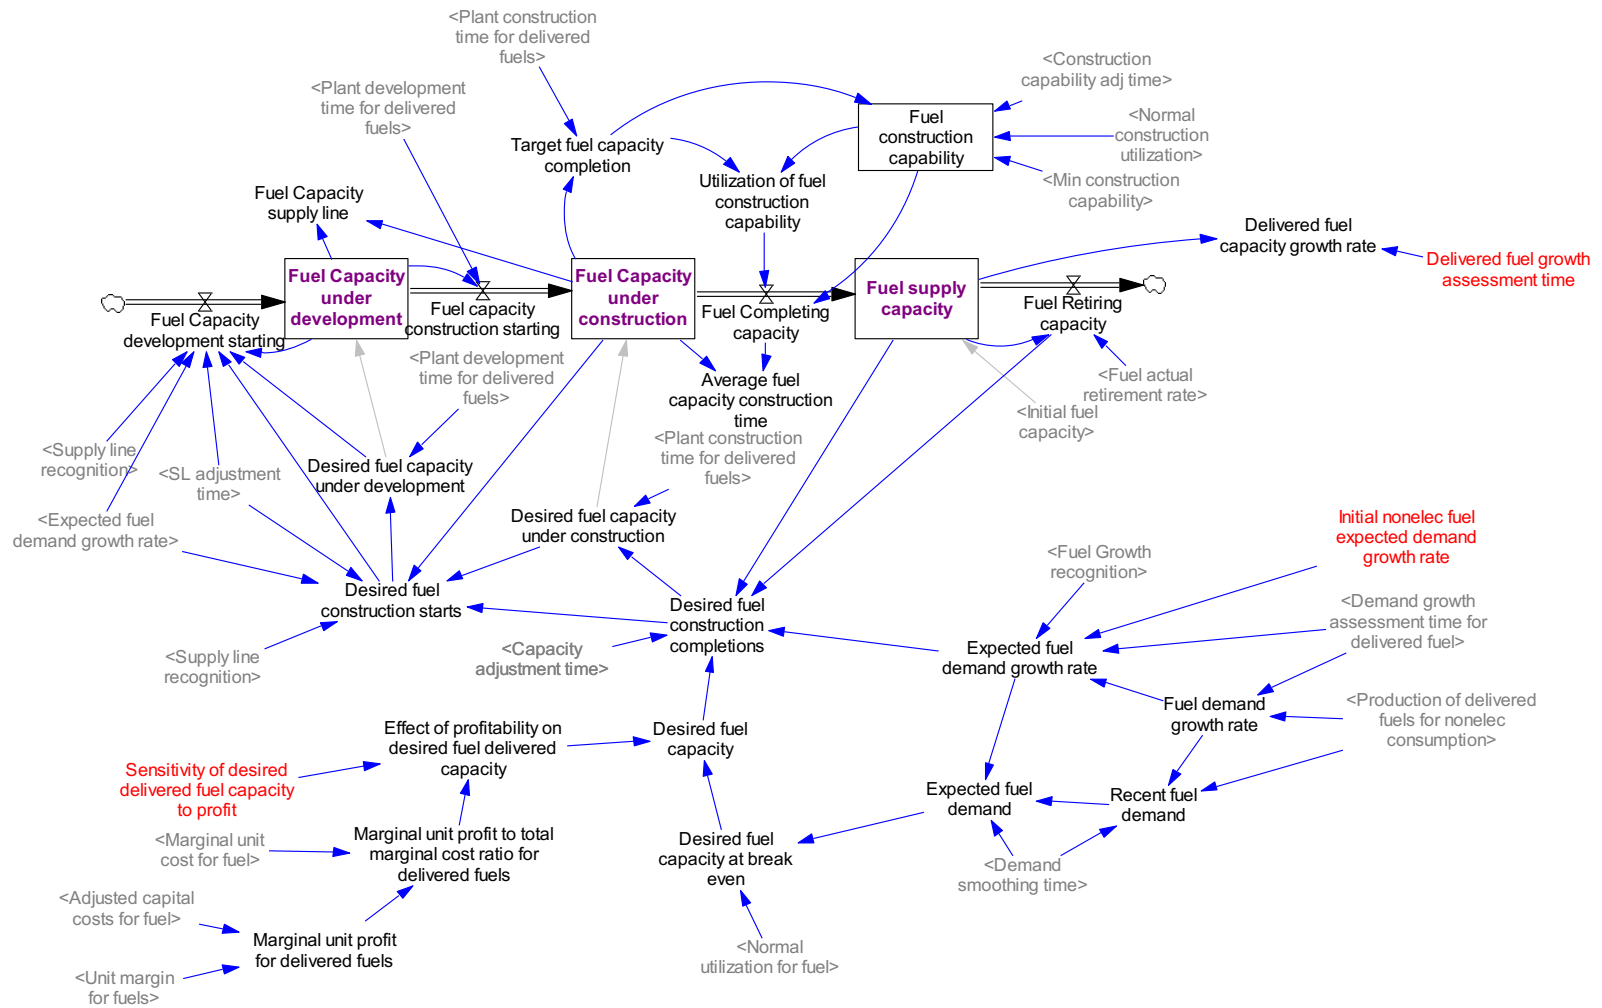 <Plant construction
time for delivered
fuels>
<Plant development
time for delivered
fuels>
<Construction
capability adj time>
Fuel
construction
capability
<Normal
construction
utilization>
Target fuel capacity
completion
Utilization of fuel
construction
capability
<Min construction
capability>
Fuel Capacity
supply line
Delivered fuel
capacity growth rate
Delivered fuel growth
assessment time
Fuel Capacity
under
development
Fuel Capacity
under
construction
Fuel supply
capacity
Fuel Capacity
development starting
Fuel capacity
construction starting
Fuel Completing
capacity
Fuel Retiring
capacity
<Plant development
time for delivered
fuels>
Average fuel
capacity construction
time
<Fuel actual
retirement rate>
<Initial fuel
capacity>
<Supply line
recognition>
<SL adjustment
time>
Desired fuel capacity
under development
<Plant construction
time for delivered
fuels>
<Expected fuel
demand growth rate>
Desired fuel capacity
under construction
Initial nonelec fuel
expected demand
growth rate
<Fuel Growth
recognition>
Desired fuel
construction starts
Desired fuel
construction
completions
<Demand growth
assessment time for
delivered fuel>
<Supply line
recognition>
<Capacity
adjustment time>
Expected fuel
demand growth rate
Fuel demand
growth rate
<Production of delivered
fuels for nonelec
consumption>
Effect of profitability on
desired fuel delivered
capacity
Desired fuel
capacity
Sensitivity of desired
delivered fuel capacity
to profit
Expected fuel
demand
Recent fuel
demand
<Marginal unit
cost for fuel>
Marginal unit profit to total
marginal cost ratio for
delivered fuels
Desired fuel
capacity at break
even
<Demand
smoothing time>
<Adjusted capital
costs for fuel>
Marginal unit profit
for delivered fuels
<Normal
utilization for fuel>
<Unit margin
for fuels>